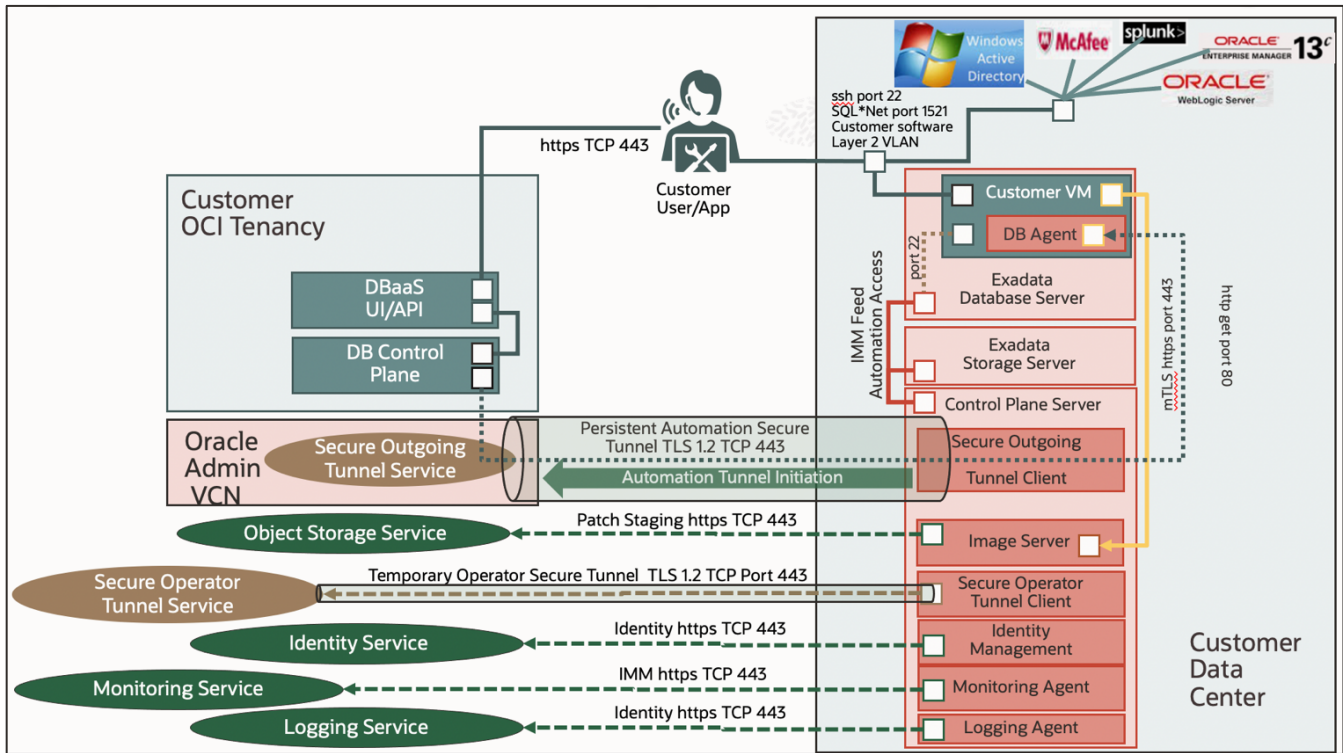 Windows
Active
Directory
McAfee
splunk>
ORACLE
ENTERPRISE MANAGER 13c
ORACLE
WebLogic Server
ssh port 22
SQL*Net port 1521
Customer software
Layer 2 VLAN
https TCP 443
Customer
User/App
Customer
OCI Tenancy
DBaaS
UI/API
DB Control
Plane
Customer VM
DB Agent
port 22
Exadata
Database Server
IMM Feed
Automation Access
Exadata
Storage Server
Control Plane Server
mTLS https port 443
http get port 80
Oracle
Admin
VCN
Secure Outgoing
Tunnel Service
Persistent Automation Secure
Tunnel TLS 1.2 TCP 443
Automation Tunnel Initiation
Secure Outgoing
Tunnel Client
Object Storage Service
Patch Staging https TCP 443
Image Server
Secure Operator
Tunnel Service
Temporary Operator Secure Tunnel TLS 1.2 TCP Port 443
Secure Operator
Tunnel Client
Identity Service
Identity https TCP 443
Identity
Management
Monitoring Service
IMM https TCP 443
Monitoring Agent
Logging Service
Identity https TCP 443
Logging Agent
Customer
Data
Center